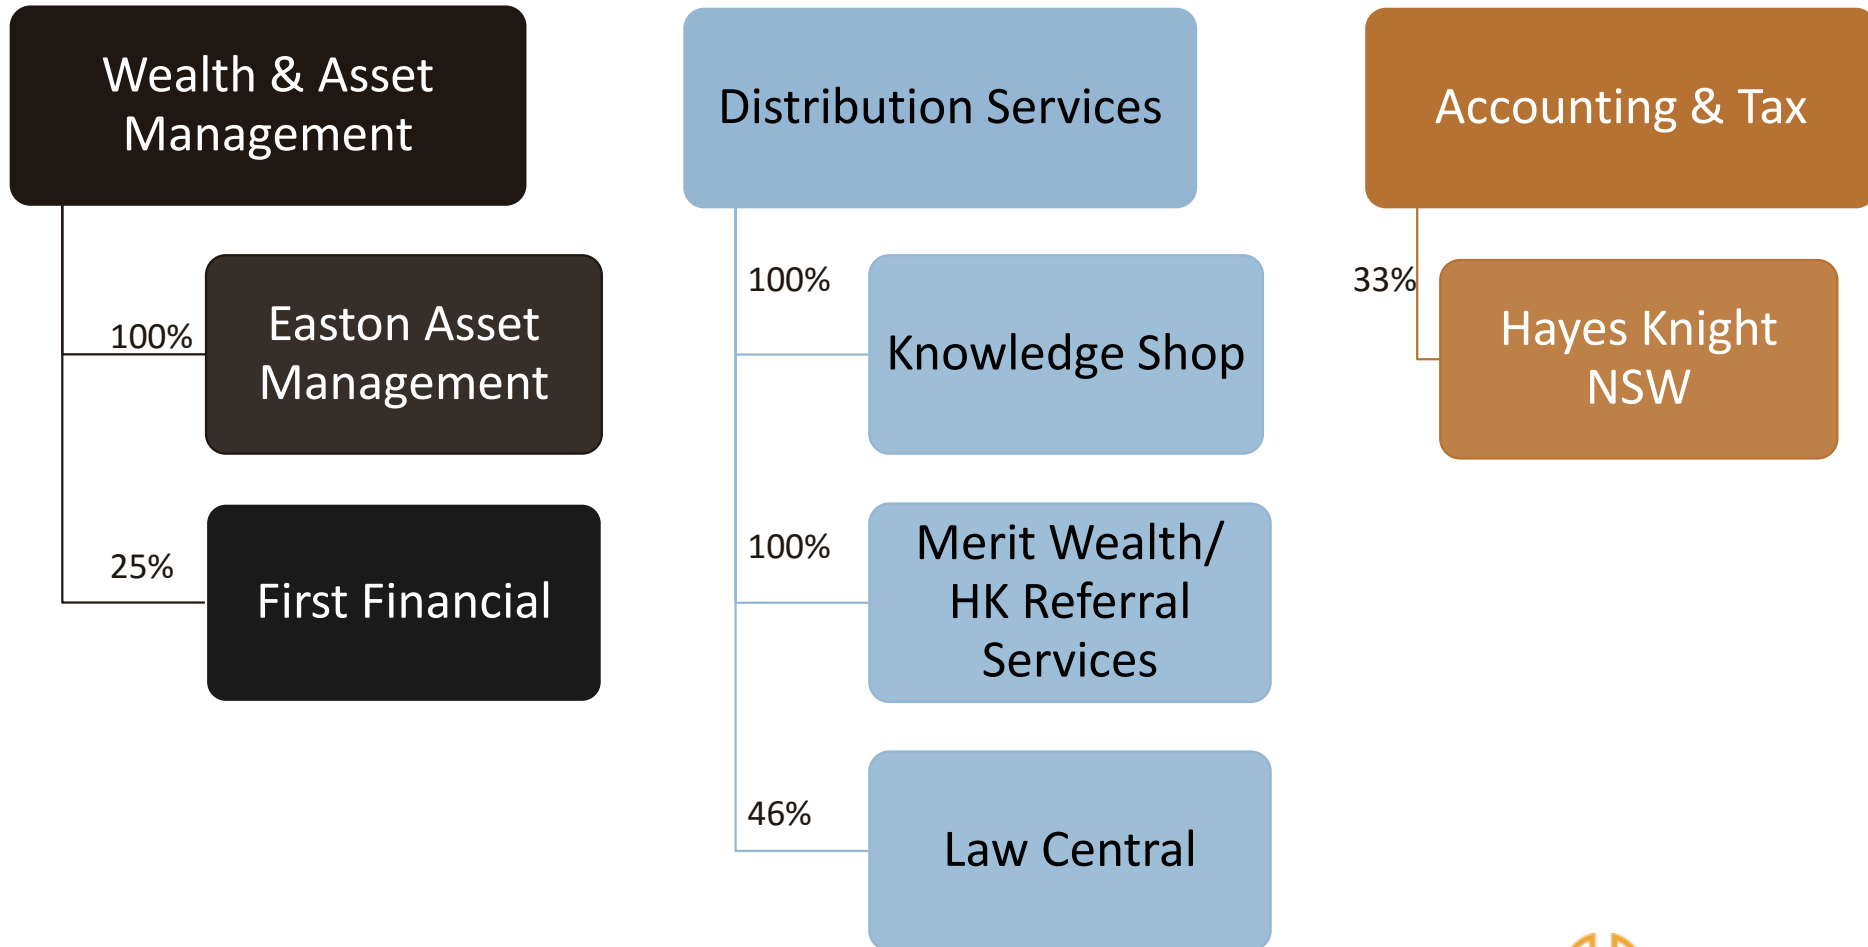 Wealth & Asset
Management
100%
Easton Asset
Management
25%
First Financial
Distribution Services
100%
Knowledge Shop
100%
Merit Wealth/
HK Referral
Services
46%
Law Central
Accounting & Tax
33%
Hayes Knight
NSW